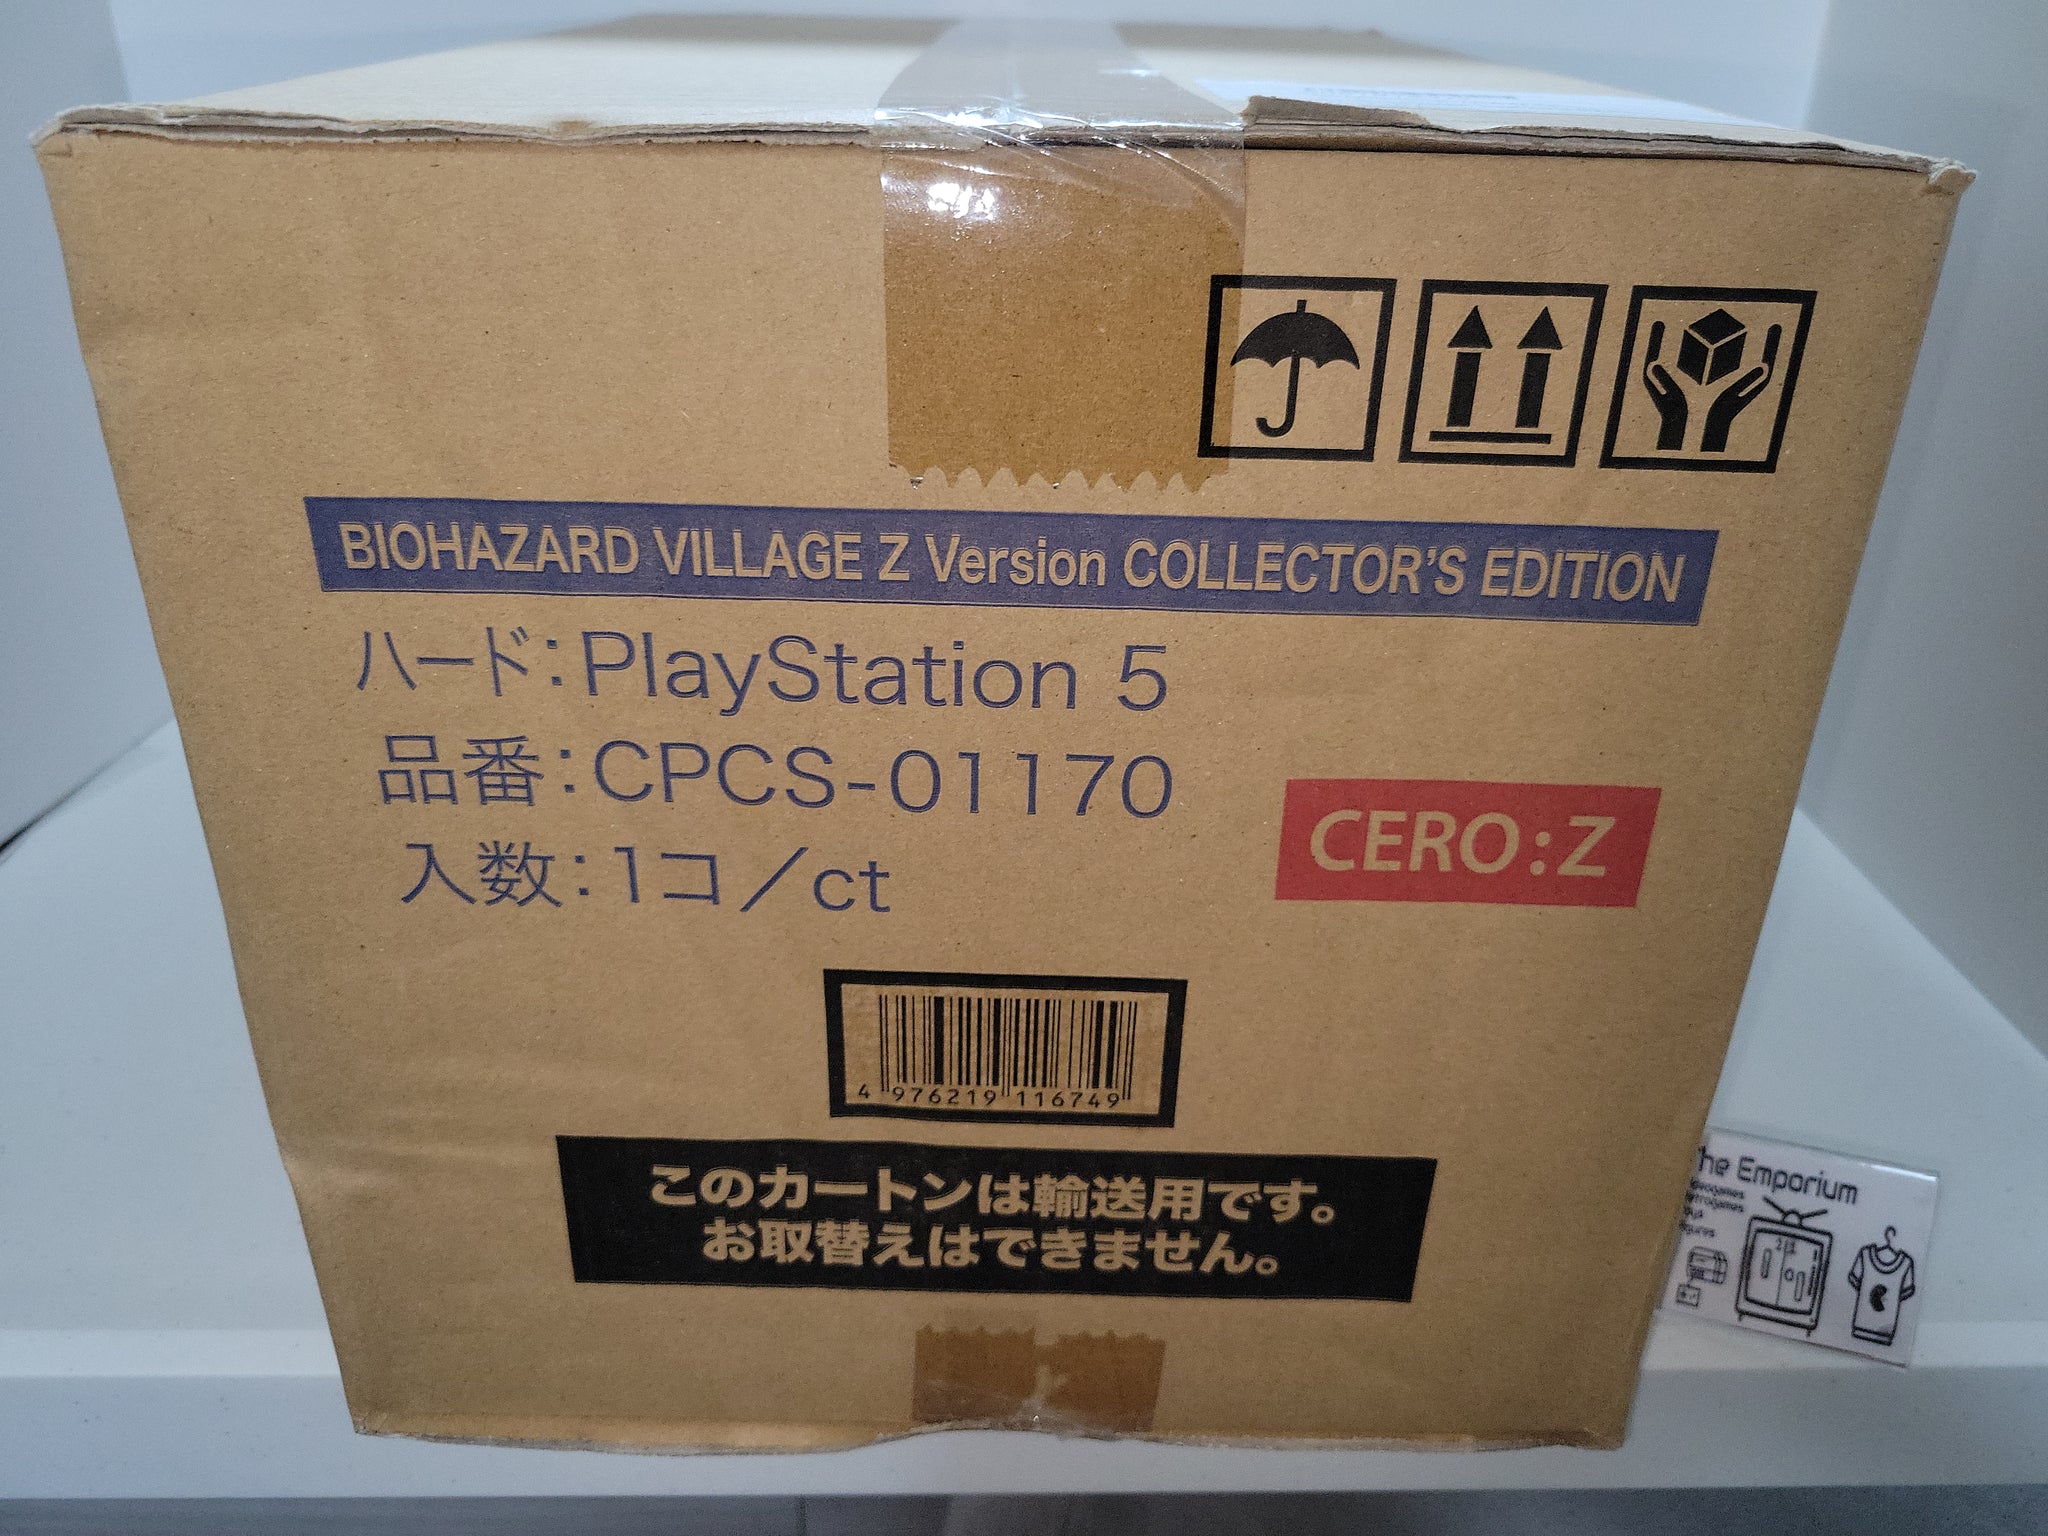 BIOHAZARD VILLAGE Z Version COLLECTOR'S EDITION
ハード:PlayStation 5
品番:CPCS-01170
入数:1コ／ct
CERO:Z
4 976219 116749
このカートンは輸送用です。
お取替えはできません。
The Emporium